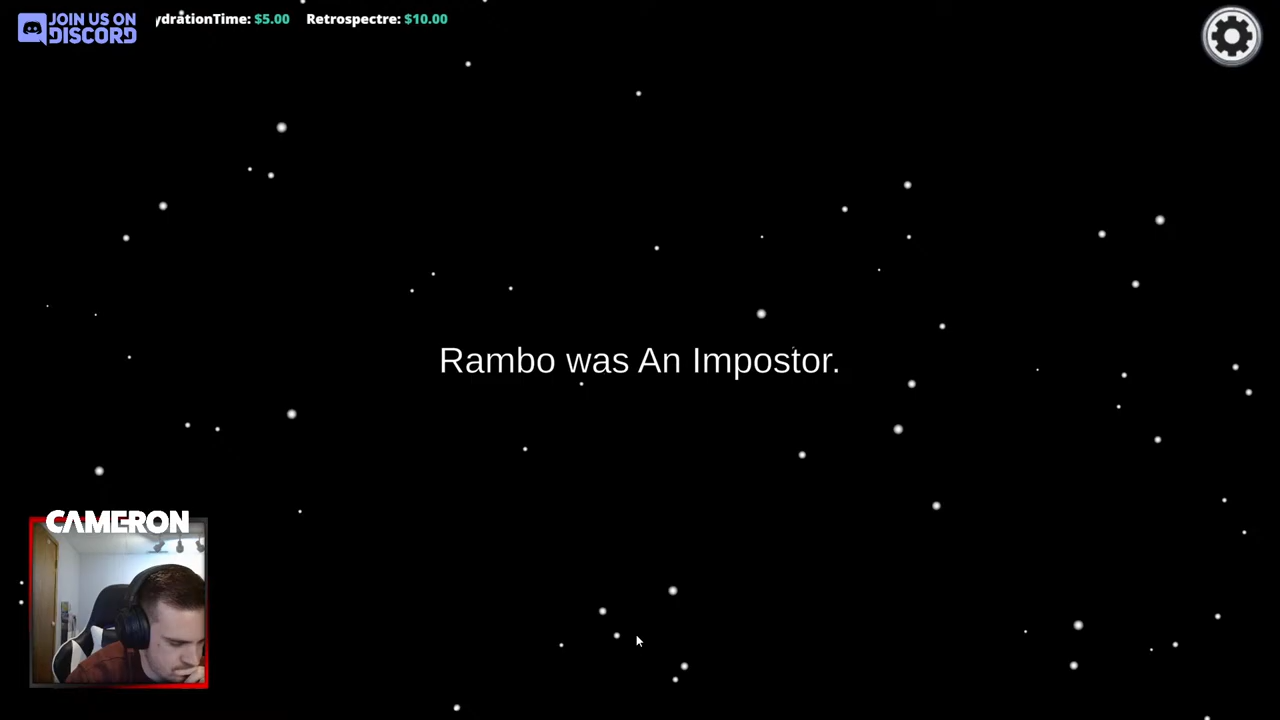 JOIN US ON
DISCORD
ydrationTime: $5.00 Retrospectre: $10.00
Rambo was An Impostor.
CAMERON